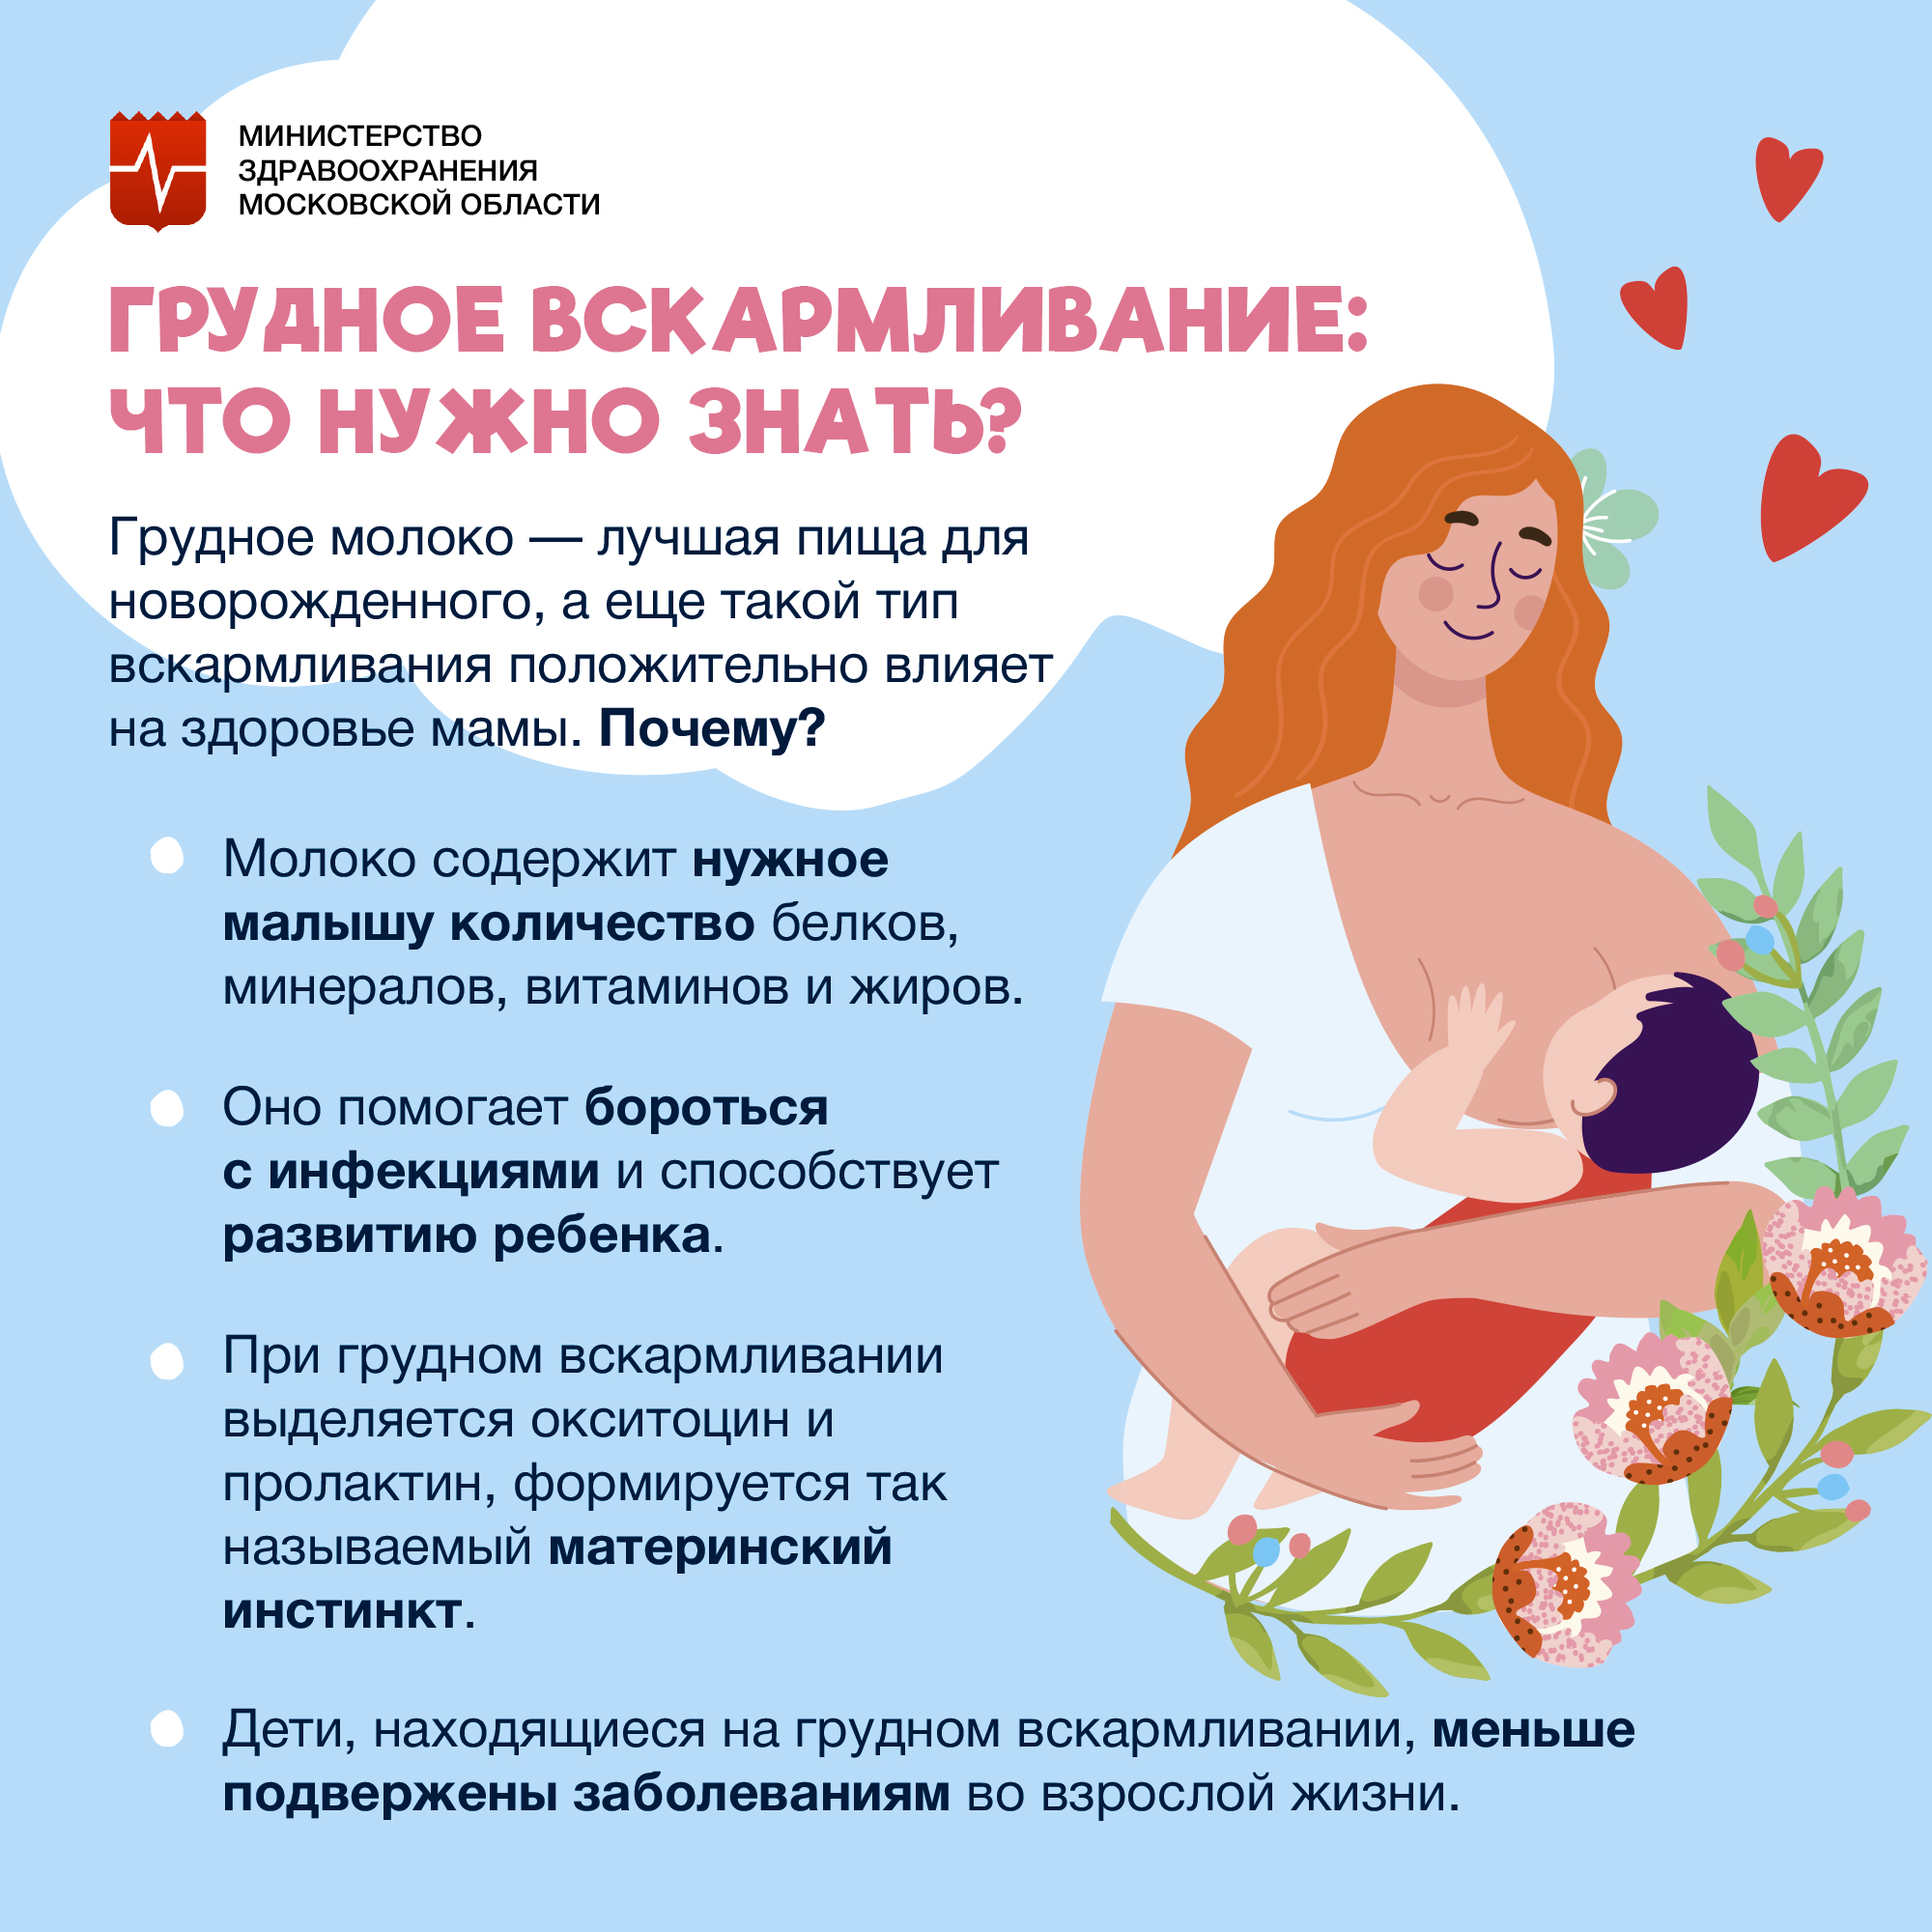 МИНИСТЕРСТВО
ЗДРАВООХРАНЕНИЯ
МОСКОВСКОЙ ОБЛАСТИ
ГРУДНОЕ ВСКАРМЛИВАНИЕ:
ЧТО НУЖНО ЗНАТЬ?
Грудное молоко — лучшая пища для
новорожденного, а еще такой тип
вскармливания положительно влияет
на здоровье мамы. Почему?
Молоко содержит нужное
малышу количество белков,
минералов, витаминов и жиров.
Оно помогает бороться
с инфекциями и способствует
развитию ребенка.
При грудном вскармливании
выделяется окситоцин и
пролактин, формируется так
называемый материнский
инстинкт.
Дети, находящиеся на грудном вскармливании, меньше
подвержены заболеваниям во взрослой жизни.